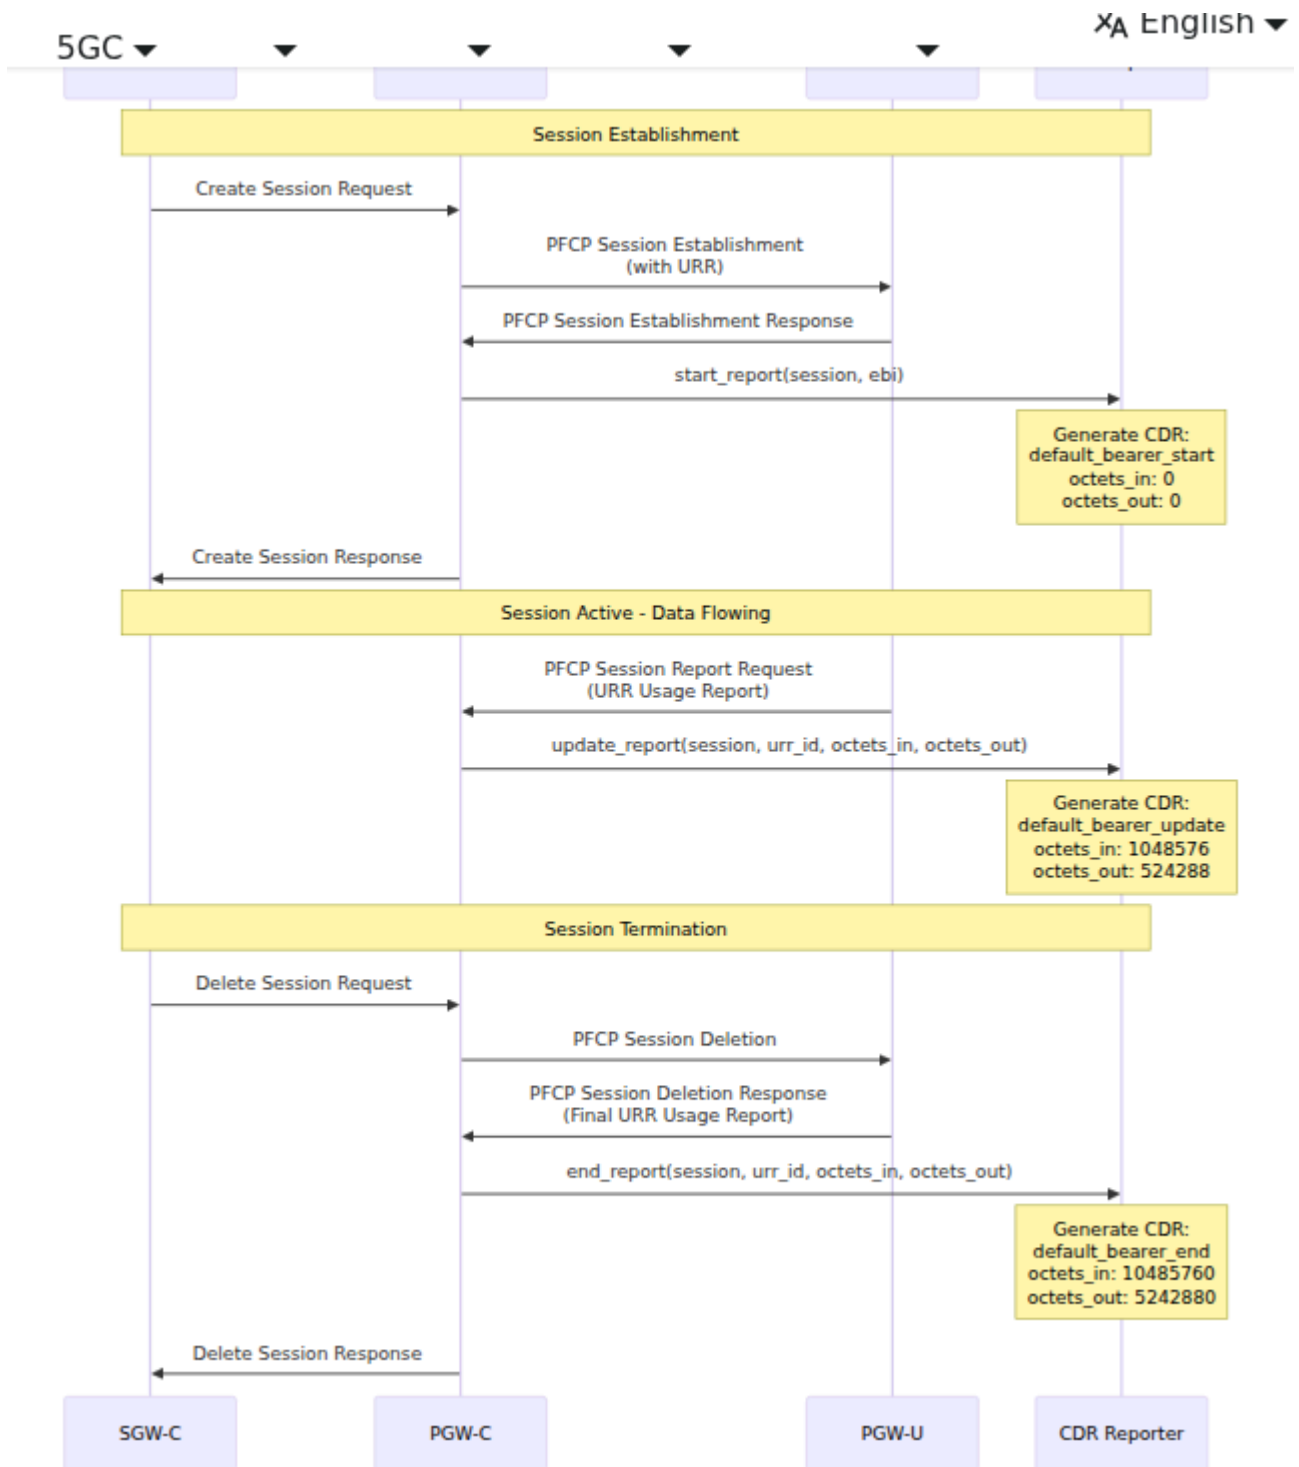 5GC
English
Session Establishment
Create Session Request
PFCP Session Establishment
(with URR)
PFCP Session Establishment Response
start_report(session, ebi)
Generate CDR:
default_bearer_start
octets_in: 0
octets_out: 0
Create Session Response
Session Active - Data Flowing
PFCP Session Report Request
(URR Usage Report)
update_report(session, urr_id, octets_in, octets_out)
Generate CDR:
default_bearer_update
octets_in: 1048576
octets_out: 524288
Session Termination
Delete Session Request
PFCP Session Deletion
PFCP Session Deletion Response
(Final URR Usage Report)
end_report(session, urr_id, octets_in, octets_out)
Generate CDR:
default_bearer_end
octets_in: 10485760
octets_out: 5242880
Delete Session Response
SGW-C
PGW-C
PGW-U
CDR Reporter